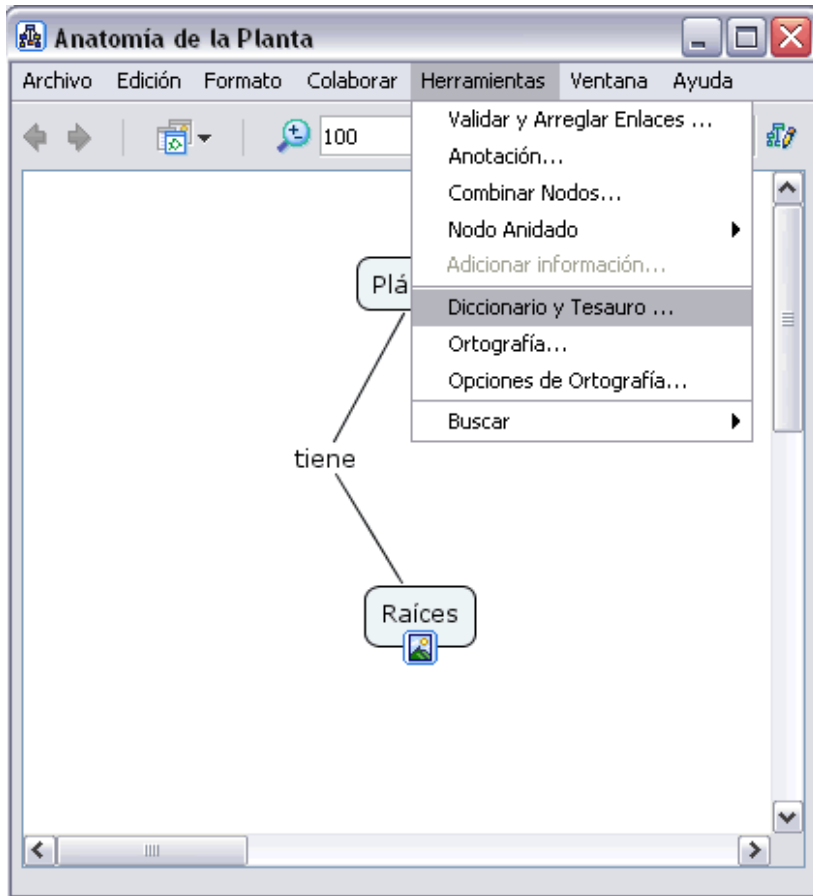 Anatomía de la Planta
Archivo Edición Formato Colaborar Herramientas Ventana Ayuda
100
Validar y Arreglar Enlaces ...
Anotación...
Combinar Nodos...
Nodo Anidado
Adicionar información...
Diccionario y Tesauro ...
Ortografía...
Opciones de Ortografía...
Buscar
Plá
tiene
Raíces